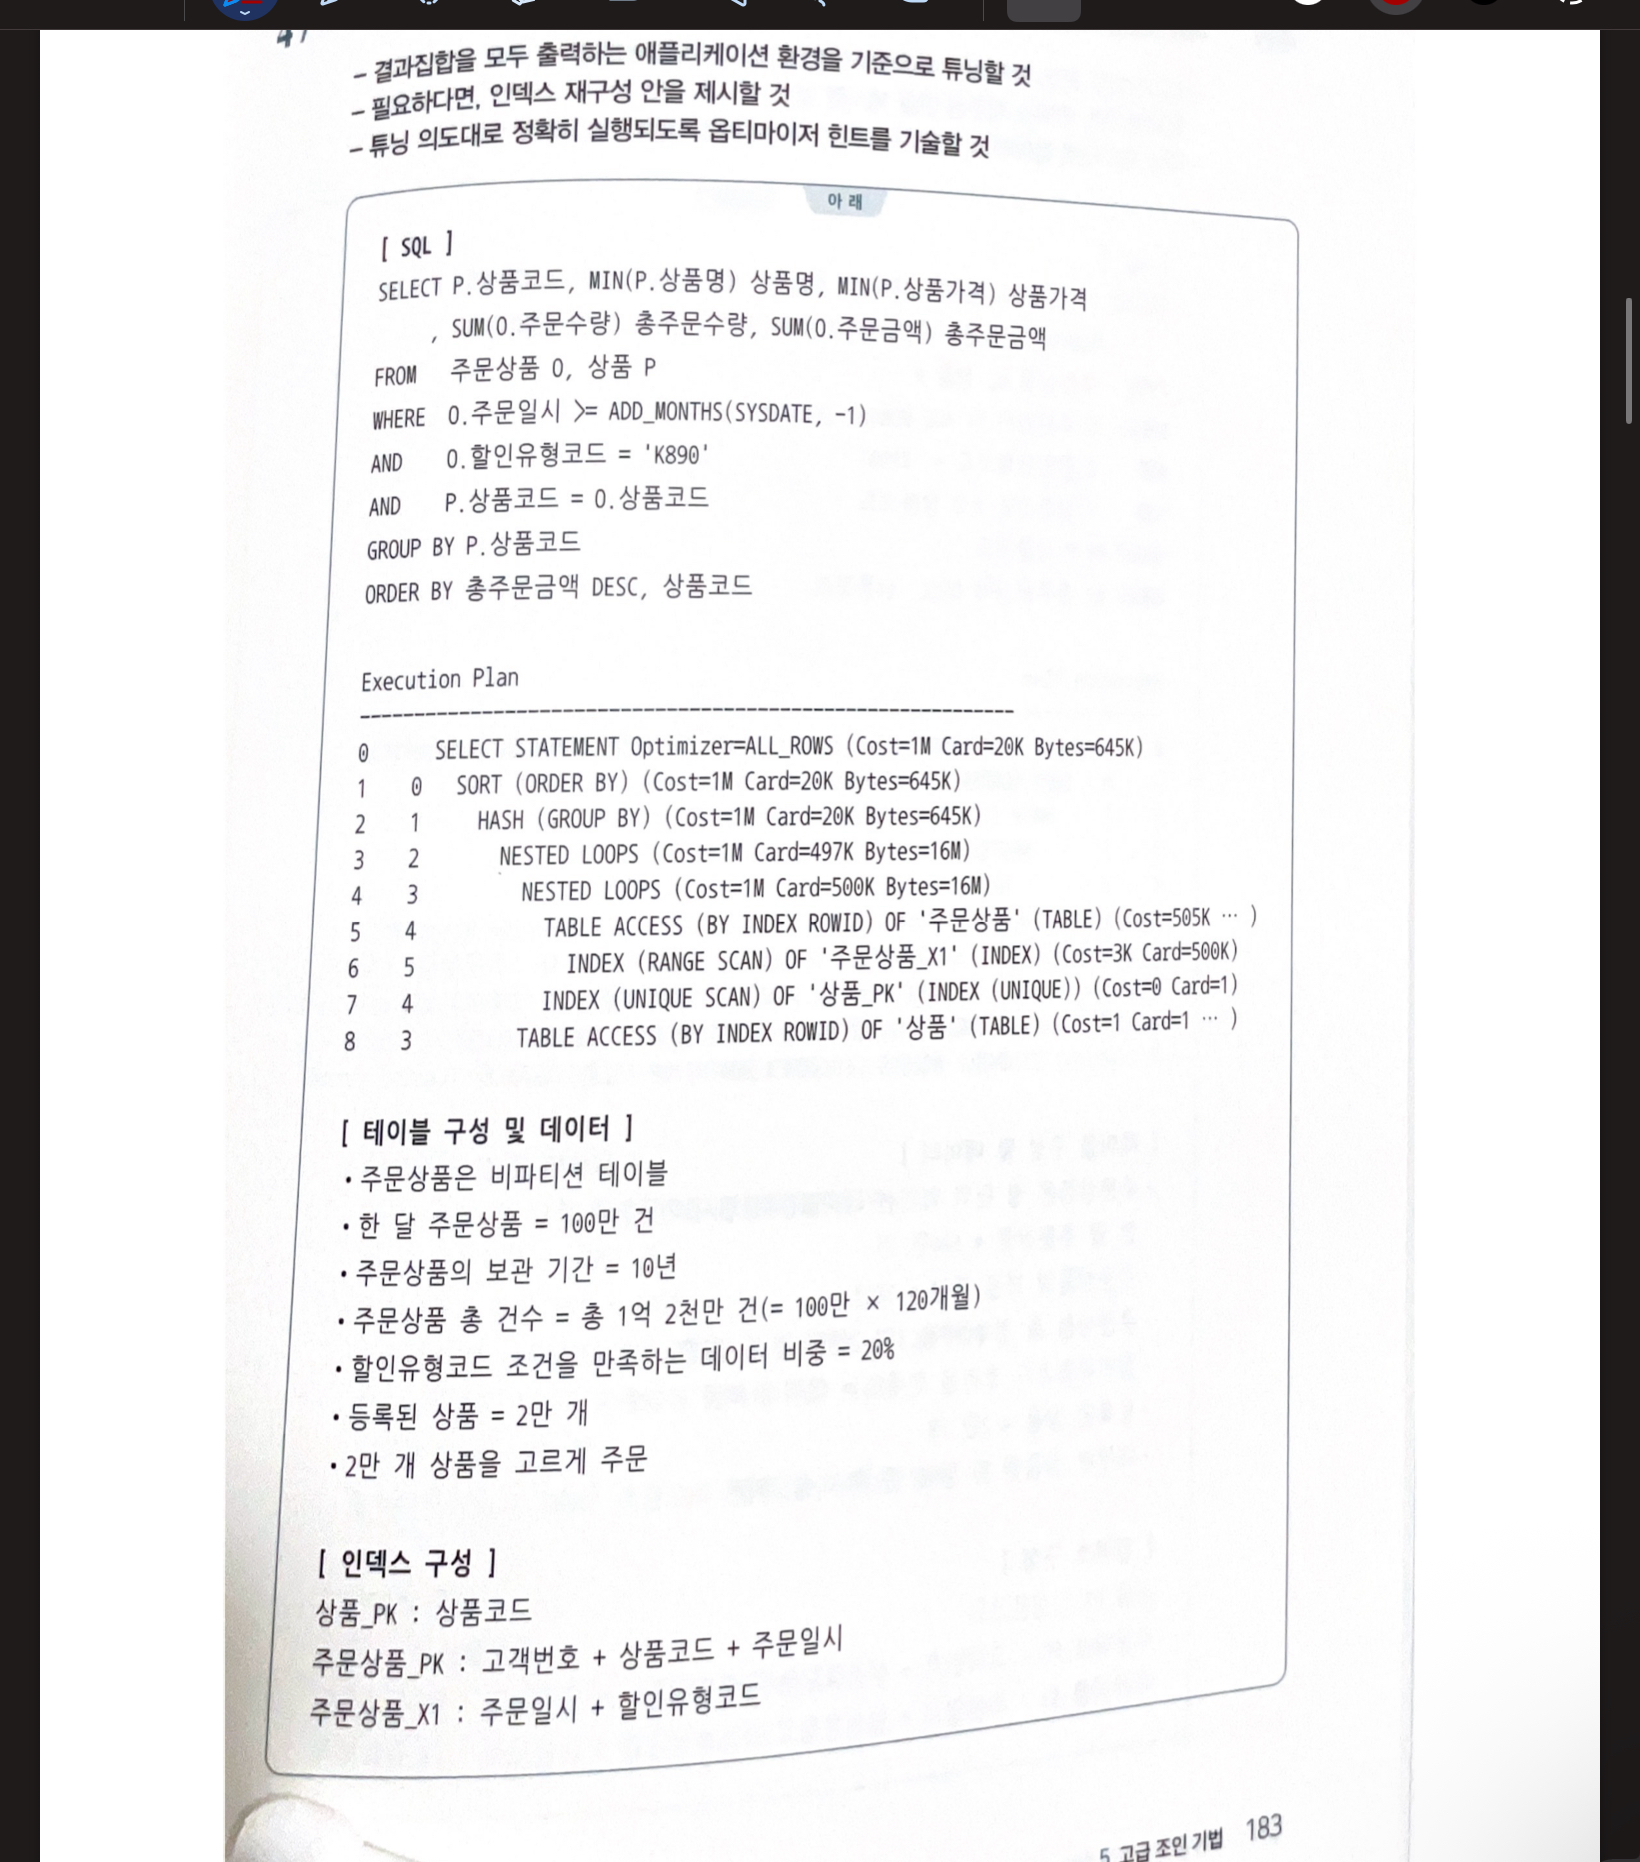 – 결과집합을 모두 출력하는 애플리케이션 환경을 기준으로 튜닝할 것
– 필요하다면, 인덱스 재구성 안을 제시할 것
– 튜닝 의도대로 정확히 실행되도록 옵티마이저 힌트를 기술할 것
아 래
[ SQL ]
SELECT P.상품코드, MIN(P.상품명) 상품명, MIN(P.상품가격) 상품가격
, SUM(O.주문수량) 총주문수량, SUM(O.주문금액) 총주문금액
FROM 주문상품 O, 상품 P
WHERE O.주문일시 >= ADD_MONTHS(SYSDATE, -1)
AND O.할인유형코드 = 'K890'
AND P.상품코드 = O.상품코드
GROUP BY P.상품코드
ORDER BY 총주문금액 DESC, 상품코드
Execution Plan
------------------------------------------------------------
0 SELECT STATEMENT Optimizer=ALL_ROWS (Cost=1M Card=20K Bytes=645K)
1 0 SORT (ORDER BY) (Cost=1M Card=20K Bytes=645K)
2 1 HASH (GROUP BY) (Cost=1M Card=20K Bytes=645K)
3 2 NESTED LOOPS (Cost=1M Card=497K Bytes=16M)
4 3 NESTED LOOPS (Cost=1M Card=500K Bytes=16M)
5 4 TABLE ACCESS (BY INDEX ROWID) OF '주문상품' (TABLE) (Cost=505K … )
6 5 INDEX (RANGE SCAN) OF '주문상품_X1' (INDEX) (Cost=3K Card=500K)
7 4 INDEX (UNIQUE SCAN) OF '상품_PK' (INDEX (UNIQUE)) (Cost=0 Card=1)
8 3 TABLE ACCESS (BY INDEX ROWID) OF '상품' (TABLE) (Cost=1 Card=1 … )
[ 테이블 구성 및 데이터 ]
• 주문상품은 비파티션 테이블
• 한 달 주문상품 = 100만 건
• 주문상품의 보관 기간 = 10년
• 주문상품 총 건수 = 총 1억 2천만 건(= 100만 × 120개월)
• 할인유형코드 조건을 만족하는 데이터 비중 = 20%
• 등록된 상품 = 2만 개
• 2만 개 상품을 고르게 주문
[ 인덱스 구성 ]
상품_PK : 상품코드
주문상품_PK : 고객번호 + 상품코드 + 주문일시
주문상품_X1 : 주문일시 + 할인유형코드
5 고급 조인 기법 183